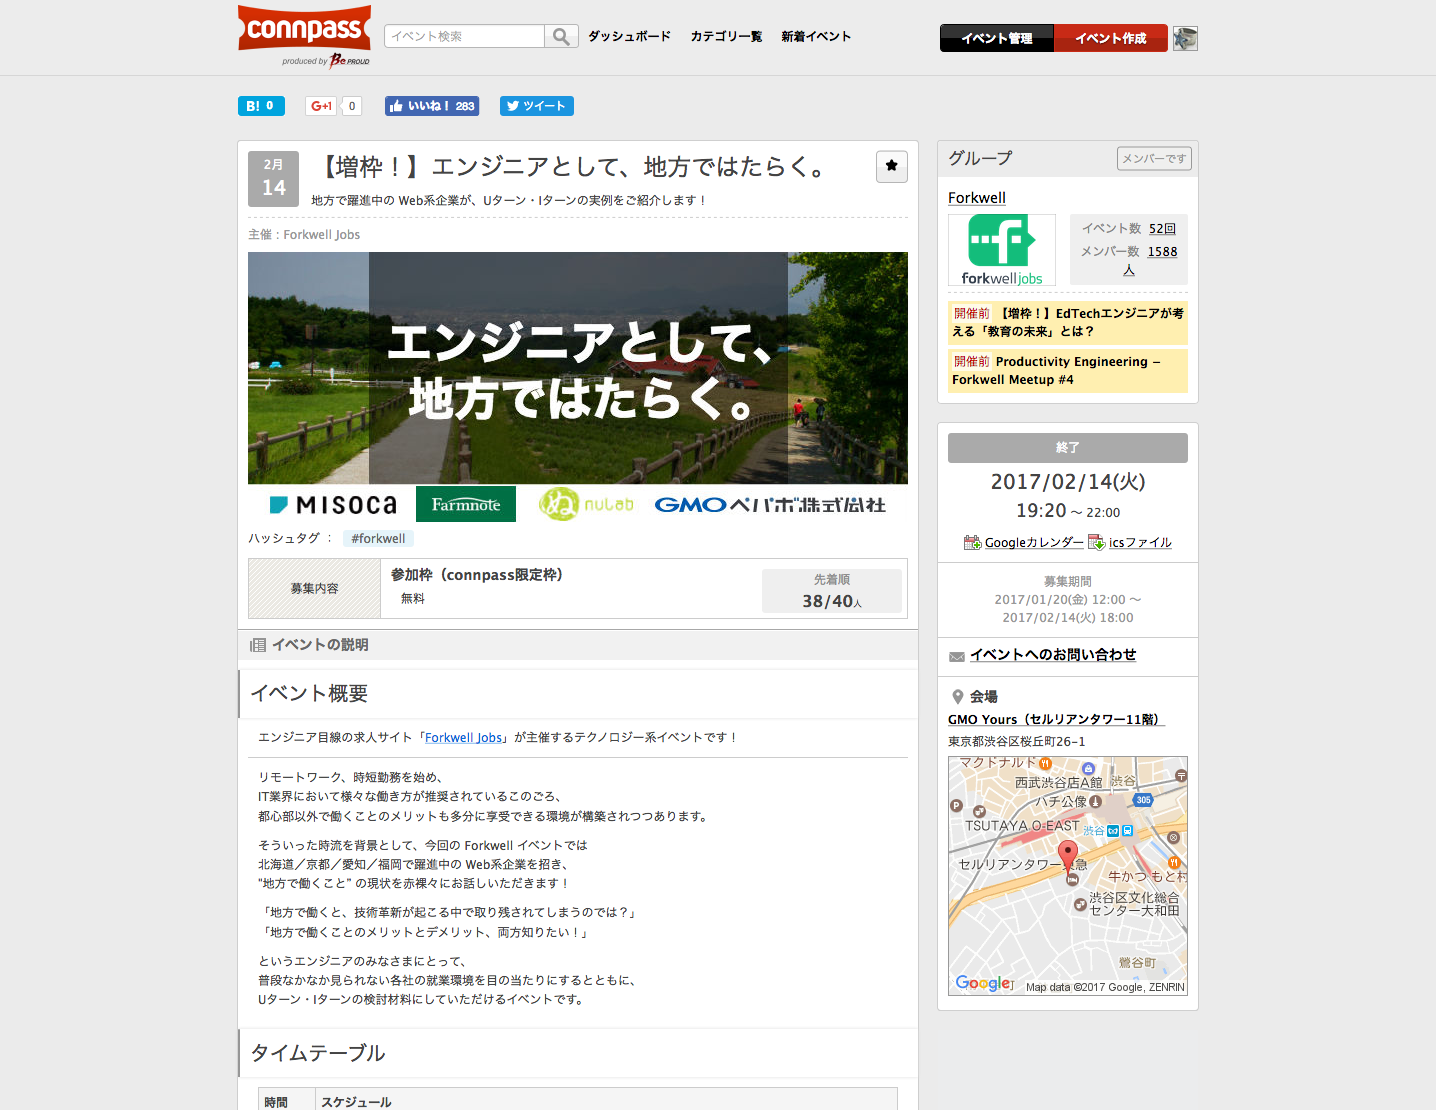 connpass
produced by Be PROUD
イベント検索
ダッシュボード カテゴリ一覧 新着イベント
イベント管理 イベント作成
B! 0
G+1 0
いいね！ 283
ツイート
2月
14
【増枠！】エンジニアとして、地方ではたらく。
地方で躍進中の Web系企業が、Uターン・Iターンの実例をご紹介します！
主催 : Forkwell Jobs
エンジニアとして、
地方ではたらく。
MISOCA Farmnote ぬ nulab GMOペパボ株式会社
ハッシュタグ ： #forkwell
募集内容
参加枠（connpass限定枠）
無料
先着順
38/40人
イベントの説明
イベント概要
エンジニア目線の求人サイト「Forkwell Jobs」が主催するテクノロジー系イベントです！
リモートワーク、時短勤務を始め、
IT業界において様々な働き方が推奨されているこのごろ、
都心部以外で働くことのメリットも多分に享受できる環境が構築されつつあります。
そういった時流を背景として、今回の Forkwell イベントでは
北海道／京都／愛知／福岡で躍進中の Web系企業を招き、
"地方で働くこと" の現状を赤裸々にお話しいただきます！
「地方で働くと、技術革新が起こる中で取り残されてしまうのでは？」
「地方で働くことのメリットとデメリット、両方知りたい！」
というエンジニアのみなさまにとって、
普段なかなか見られない各社の就業環境を目の当たりにするとともに、
Uターン・Iターンの検討材料にしていただけるイベントです。
タイムテーブル
時間 スケジュール
グループ メンバーです
Forkwell
forkwelljobs
イベント数 52回
メンバー数 1588
人
開催前 【増枠！】EdTechエンジニアが考
える「教育の未来」とは？
開催前 Productivity Engineering −
Forkwell Meetup #4
終了
2017/02/14(火)
19:20 〜 22:00
Googleカレンダー icsファイル
募集期間
2017/01/20(金) 12:00 〜
2017/02/14(火) 18:00
イベントへのお問い合わせ
会場
GMO Yours（セルリアンタワー11階）
東京都渋谷区桜丘町26−1
マクドナルド
西武渋谷店A館 渋谷
ハチ公像 305
TSUTAYA O-EAST 渋谷
セルリアンタワー東急
牛かつ もと村
渋谷区文化総合
センター大和田
鶯谷町
Google Map data ©2017 Google, ZENRIN